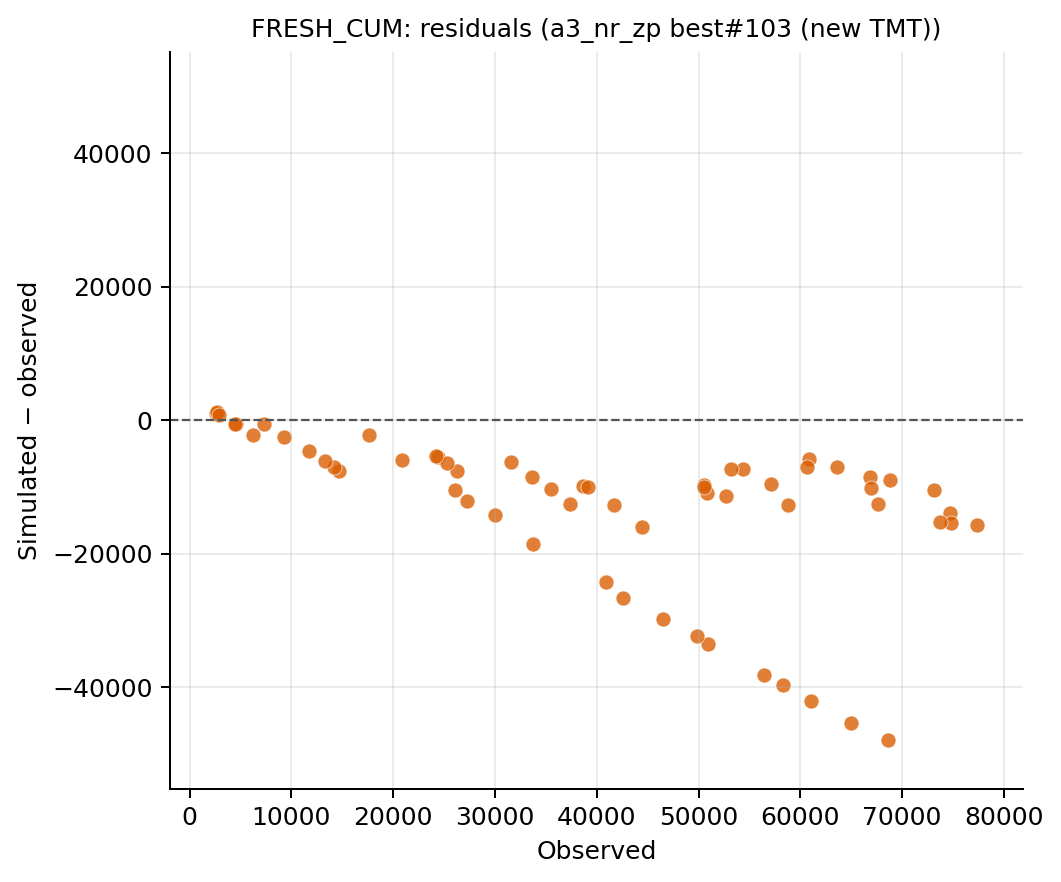 FRESH_CUM: residuals (a3_nr_zp best#103 (new TMT))
Simulated − observed
40000
20000
0
−20000
−40000
0 10000 20000 30000 40000 50000 60000 70000 80000
Observed